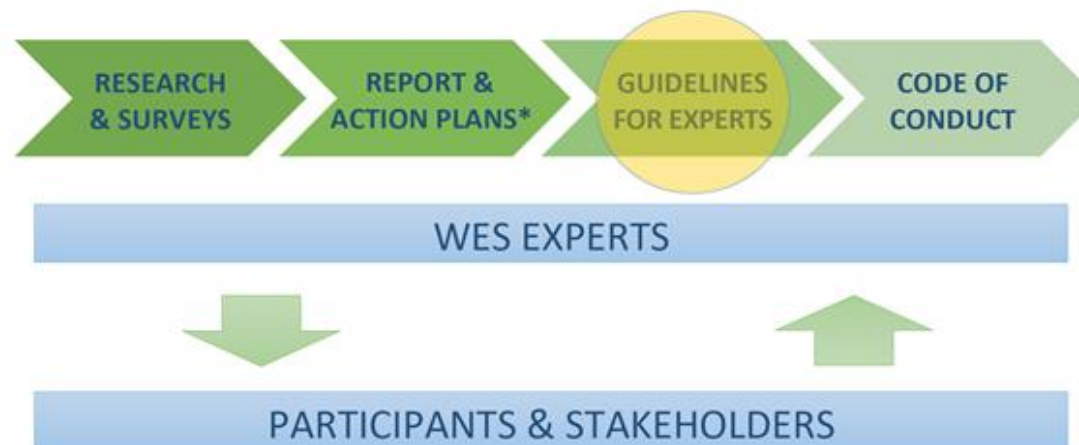 RESEARCH
& SURVEYS
REPORT &
ACTION PLANS*
GUIDELINES
FOR EXPERTS
CODE OF
CONDUCT
WES EXPERTS
PARTICIPANTS & STAKEHOLDERS